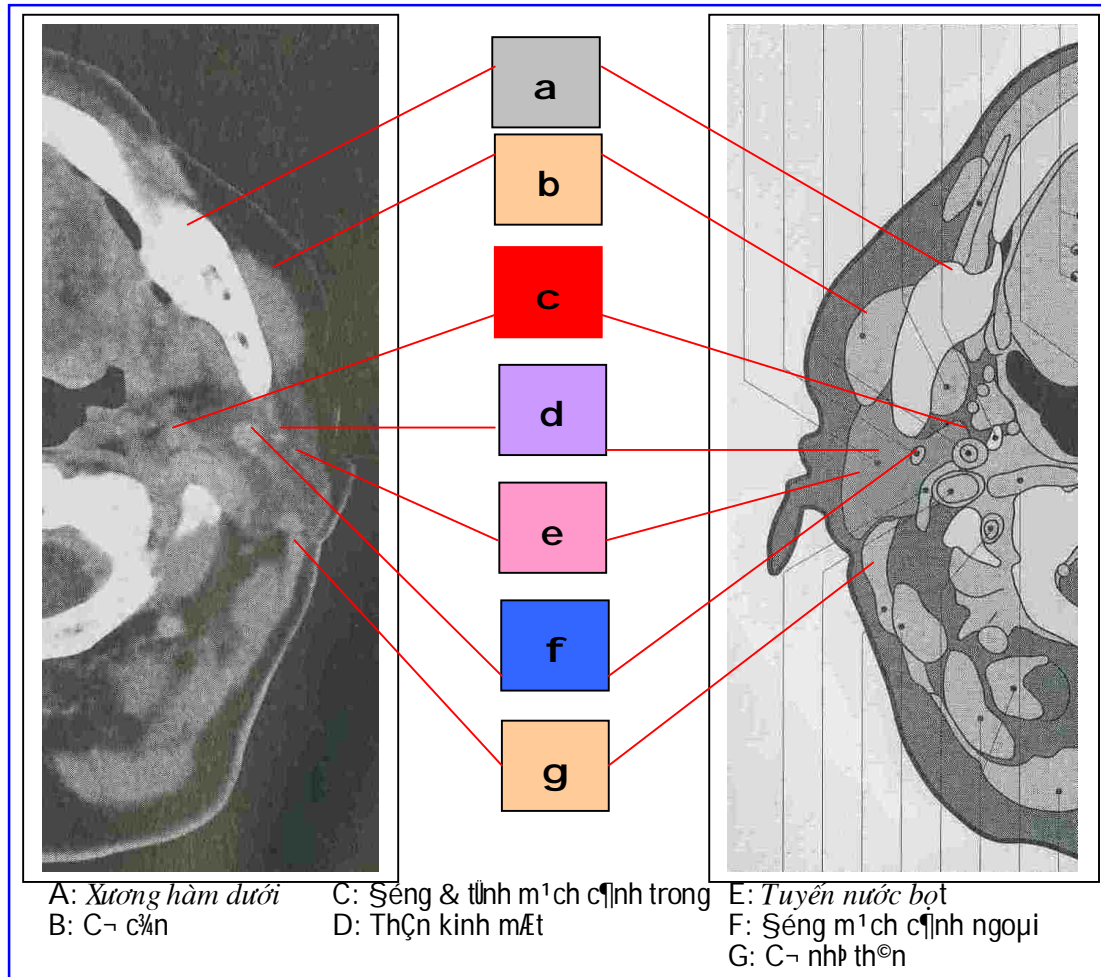 a
b
c
d
e
f
g
A: Xương hàm dưới C: §éng & tÜnh m¹ch c¶nh trong E: Tuyến nước bọt
B: C¬ c¾n D: ThÇn kinh mÆt F: §éng m¹ch c¶nh ngoµi
G: C¬ nhÞ th©n